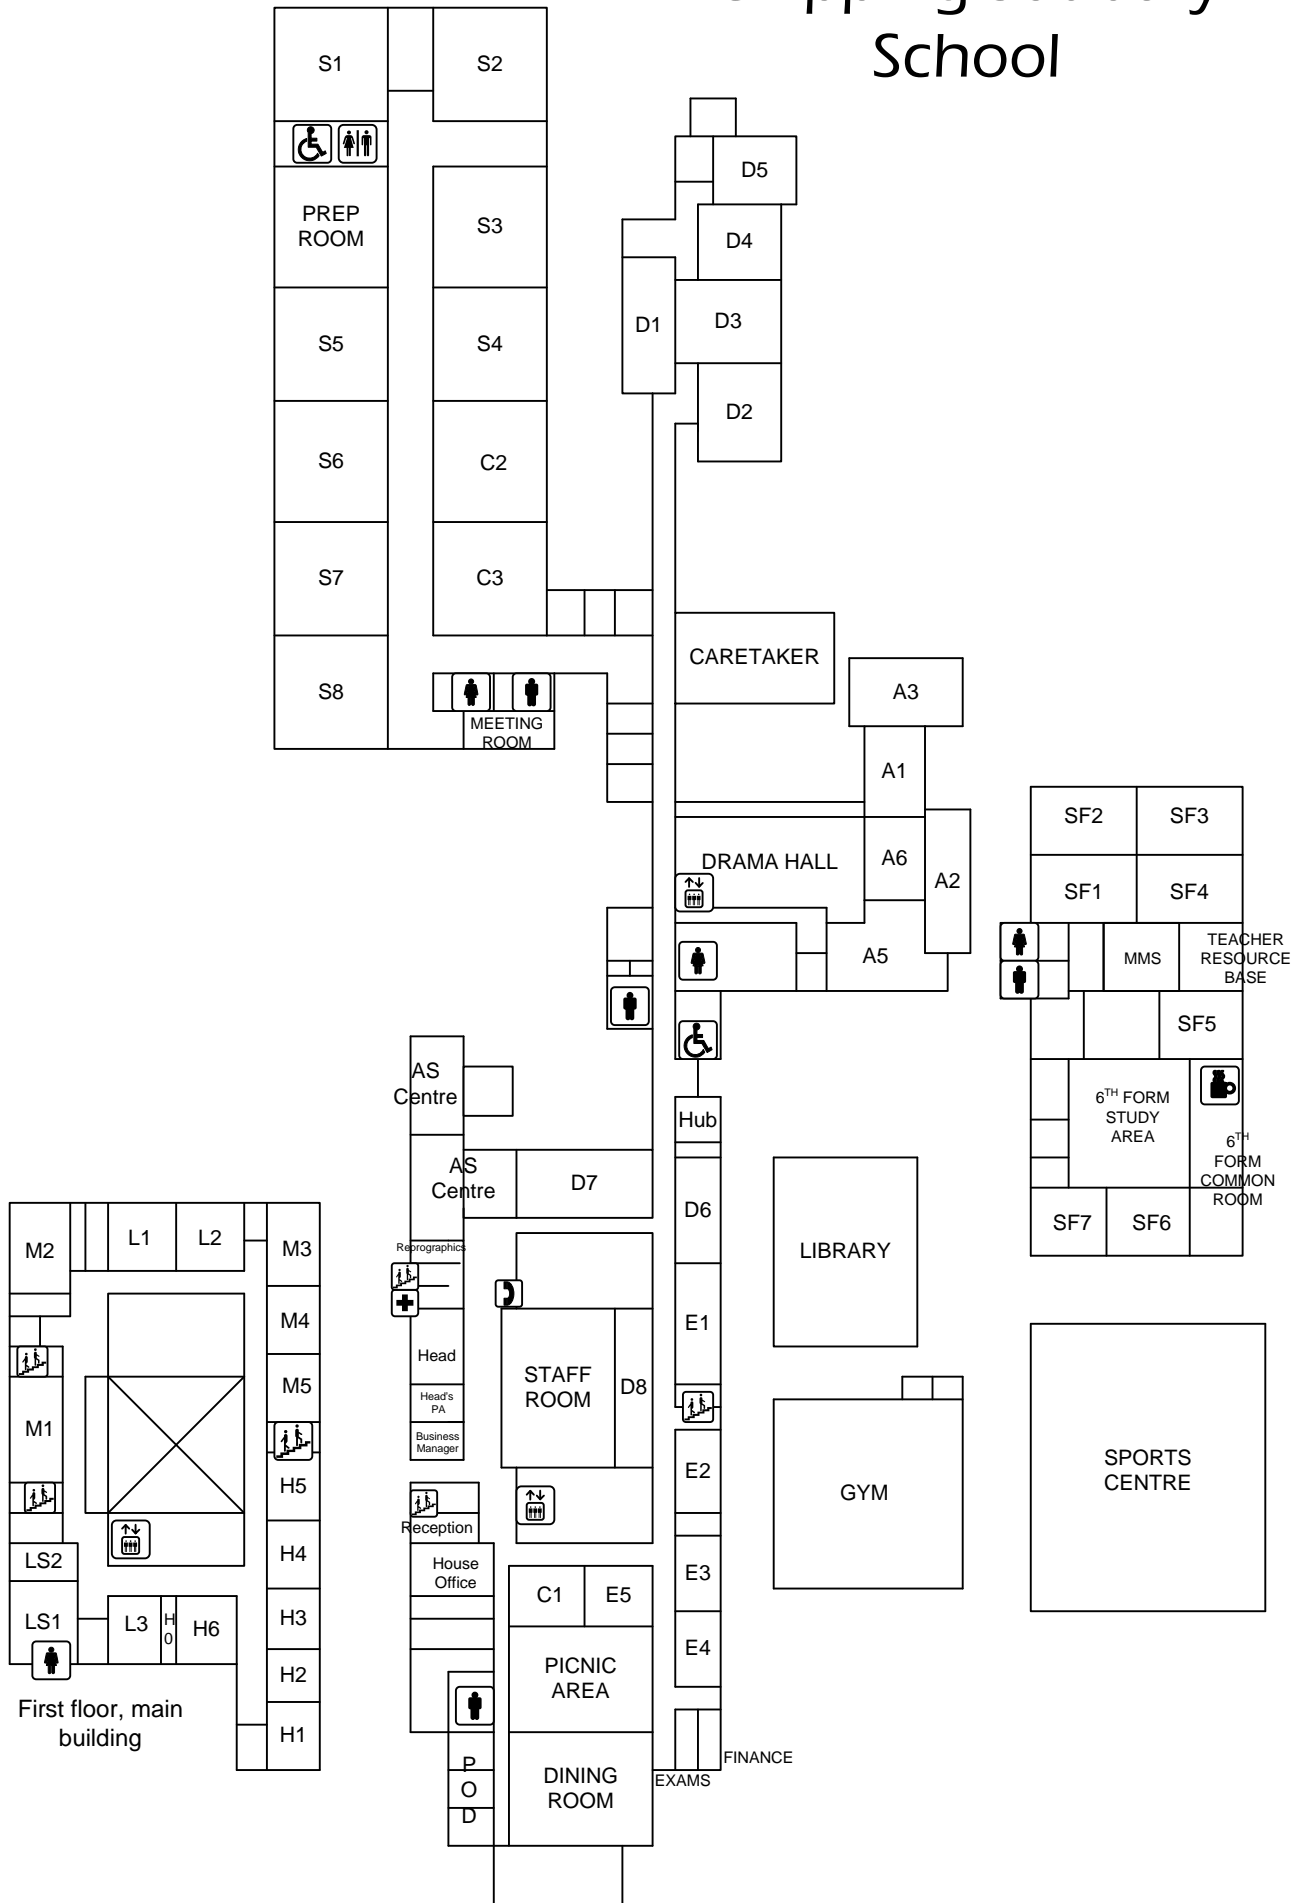 School
S1
S2
D5
PREP
ROOM
S3
D4
D1
D3
S5
S4
D2
S6
C2
S7
C3
CARETAKER
S8
A3
MEETING
ROOM
A1
SF2
SF3
DRAMA HALL
A6
A2
SF1
SF4
A5
MMS
TEACHER
RESOURCE
BASE
SF5
AS
Centre
Hub
6TH FORM
STUDY
AREA
6TH
FORM
COMMON
ROOM
AS
Centre
D7
D6
SF7
SF6
M2
L1
L2
M3
Reprographics
LIBRARY
M4
E1
Head
M5
Head's
PA
STAFF
ROOM
D8
M1
Business
Manager
H5
E2
GYM
SPORTS
CENTRE
Reception
LS2
H4
House
Office
E3
C1
E5
LS1
L3
H
0
H6
H3
E4
H2
PICNIC
AREA
First floor, main
building
H1
P
O
D
DINING
ROOM
EXAMS
FINANCE